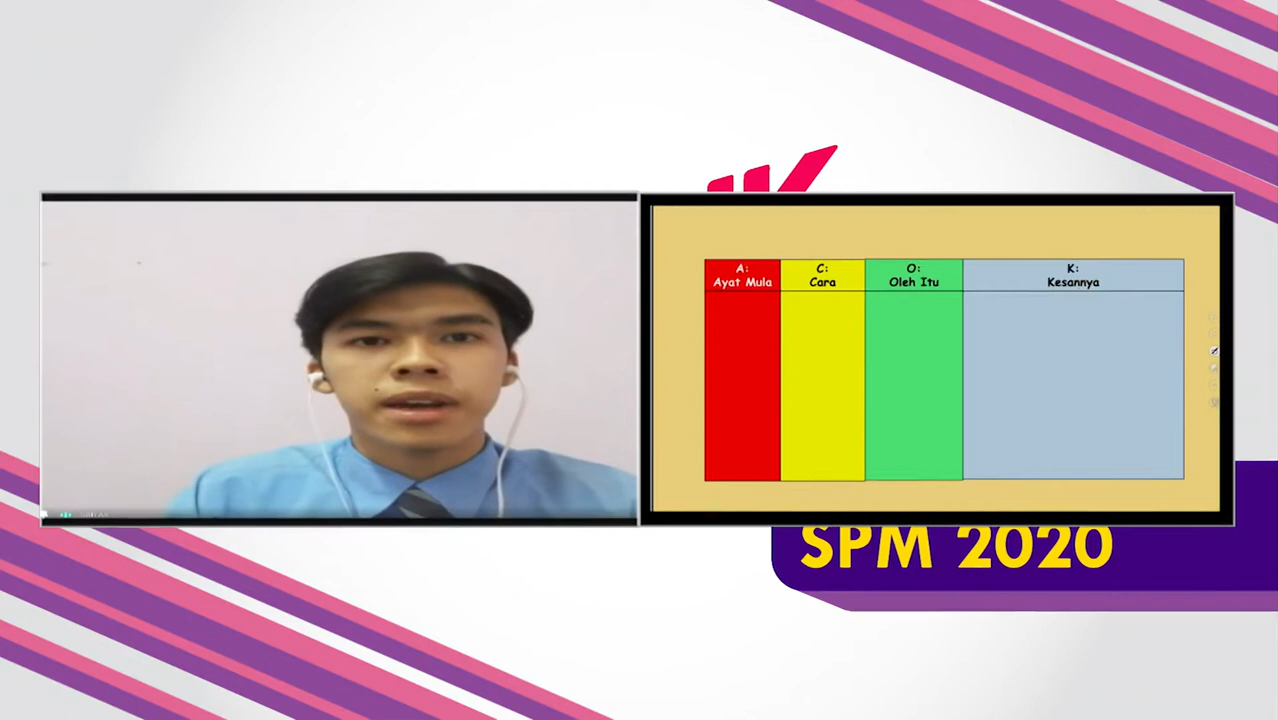 A:
Ayat Mula
C:
Cara
O:
Oleh Itu
K:
Kesannya
SPM 2020